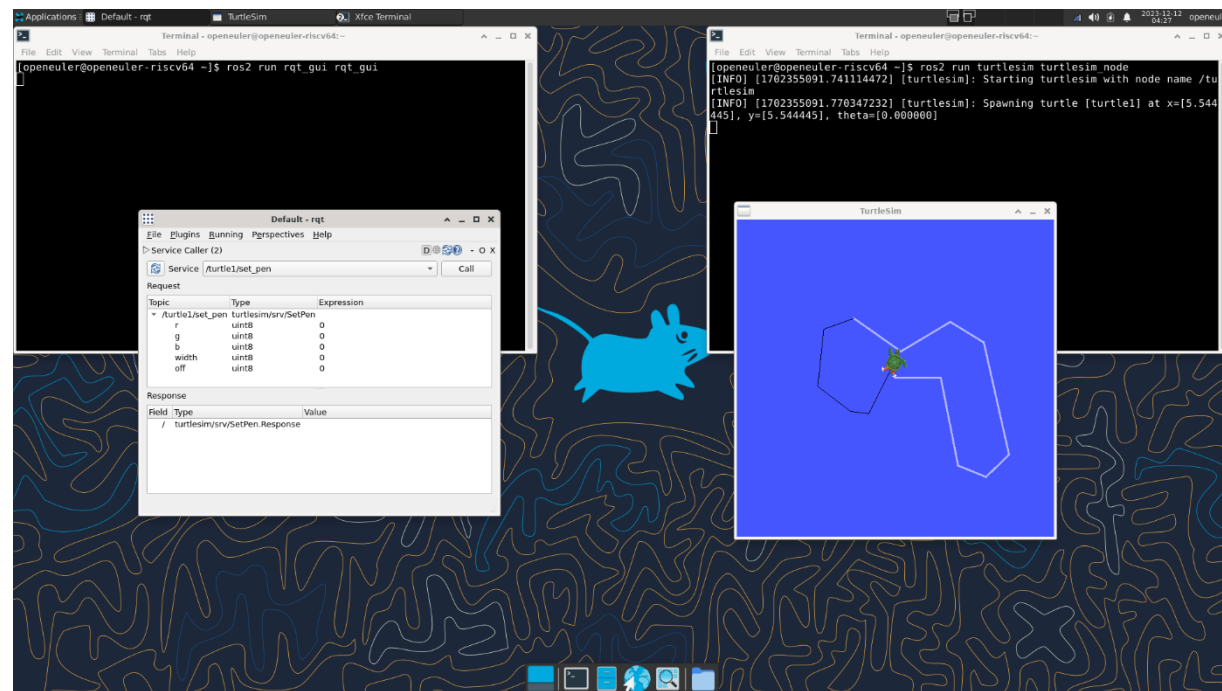 Applications Default - rqt TurtleSim Xfce Terminal 2023-12-12
04:27 openeul
Terminal - openeuler@openeuler-riscv64:~
File Edit View Terminal Tabs Help
[openeuler@openeuler-riscv64 ~]$ ros2 run rqt_gui rqt_gui
Terminal - openeuler@openeuler-riscv64:~
File Edit View Terminal Tabs Help
[openeuler@openeuler-riscv64 ~]$ ros2 run turtlesim turtlesim_node
[INFO] [1702355091.741114472] [turtlesim]: Starting turtlesim with node name /tu
rtlesim
[INFO] [1702355091.770347232] [turtlesim]: Spawning turtle [turtle1] at x=[5.544
445], y=[5.544445], theta=[0.000000]
Default - rqt
File Plugins Running Perspectives Help
Service Caller (2)
Service /turtle1/set_pen Call
Request
Topic Type Expression
/turtle1/set_pen turtlesim/srv/SetPen
r uint8 0
g uint8 0
b uint8 0
width uint8 0
off uint8 0
Response
Field Type Value
/ turtlesim/srv/SetPen.Response
TurtleSim